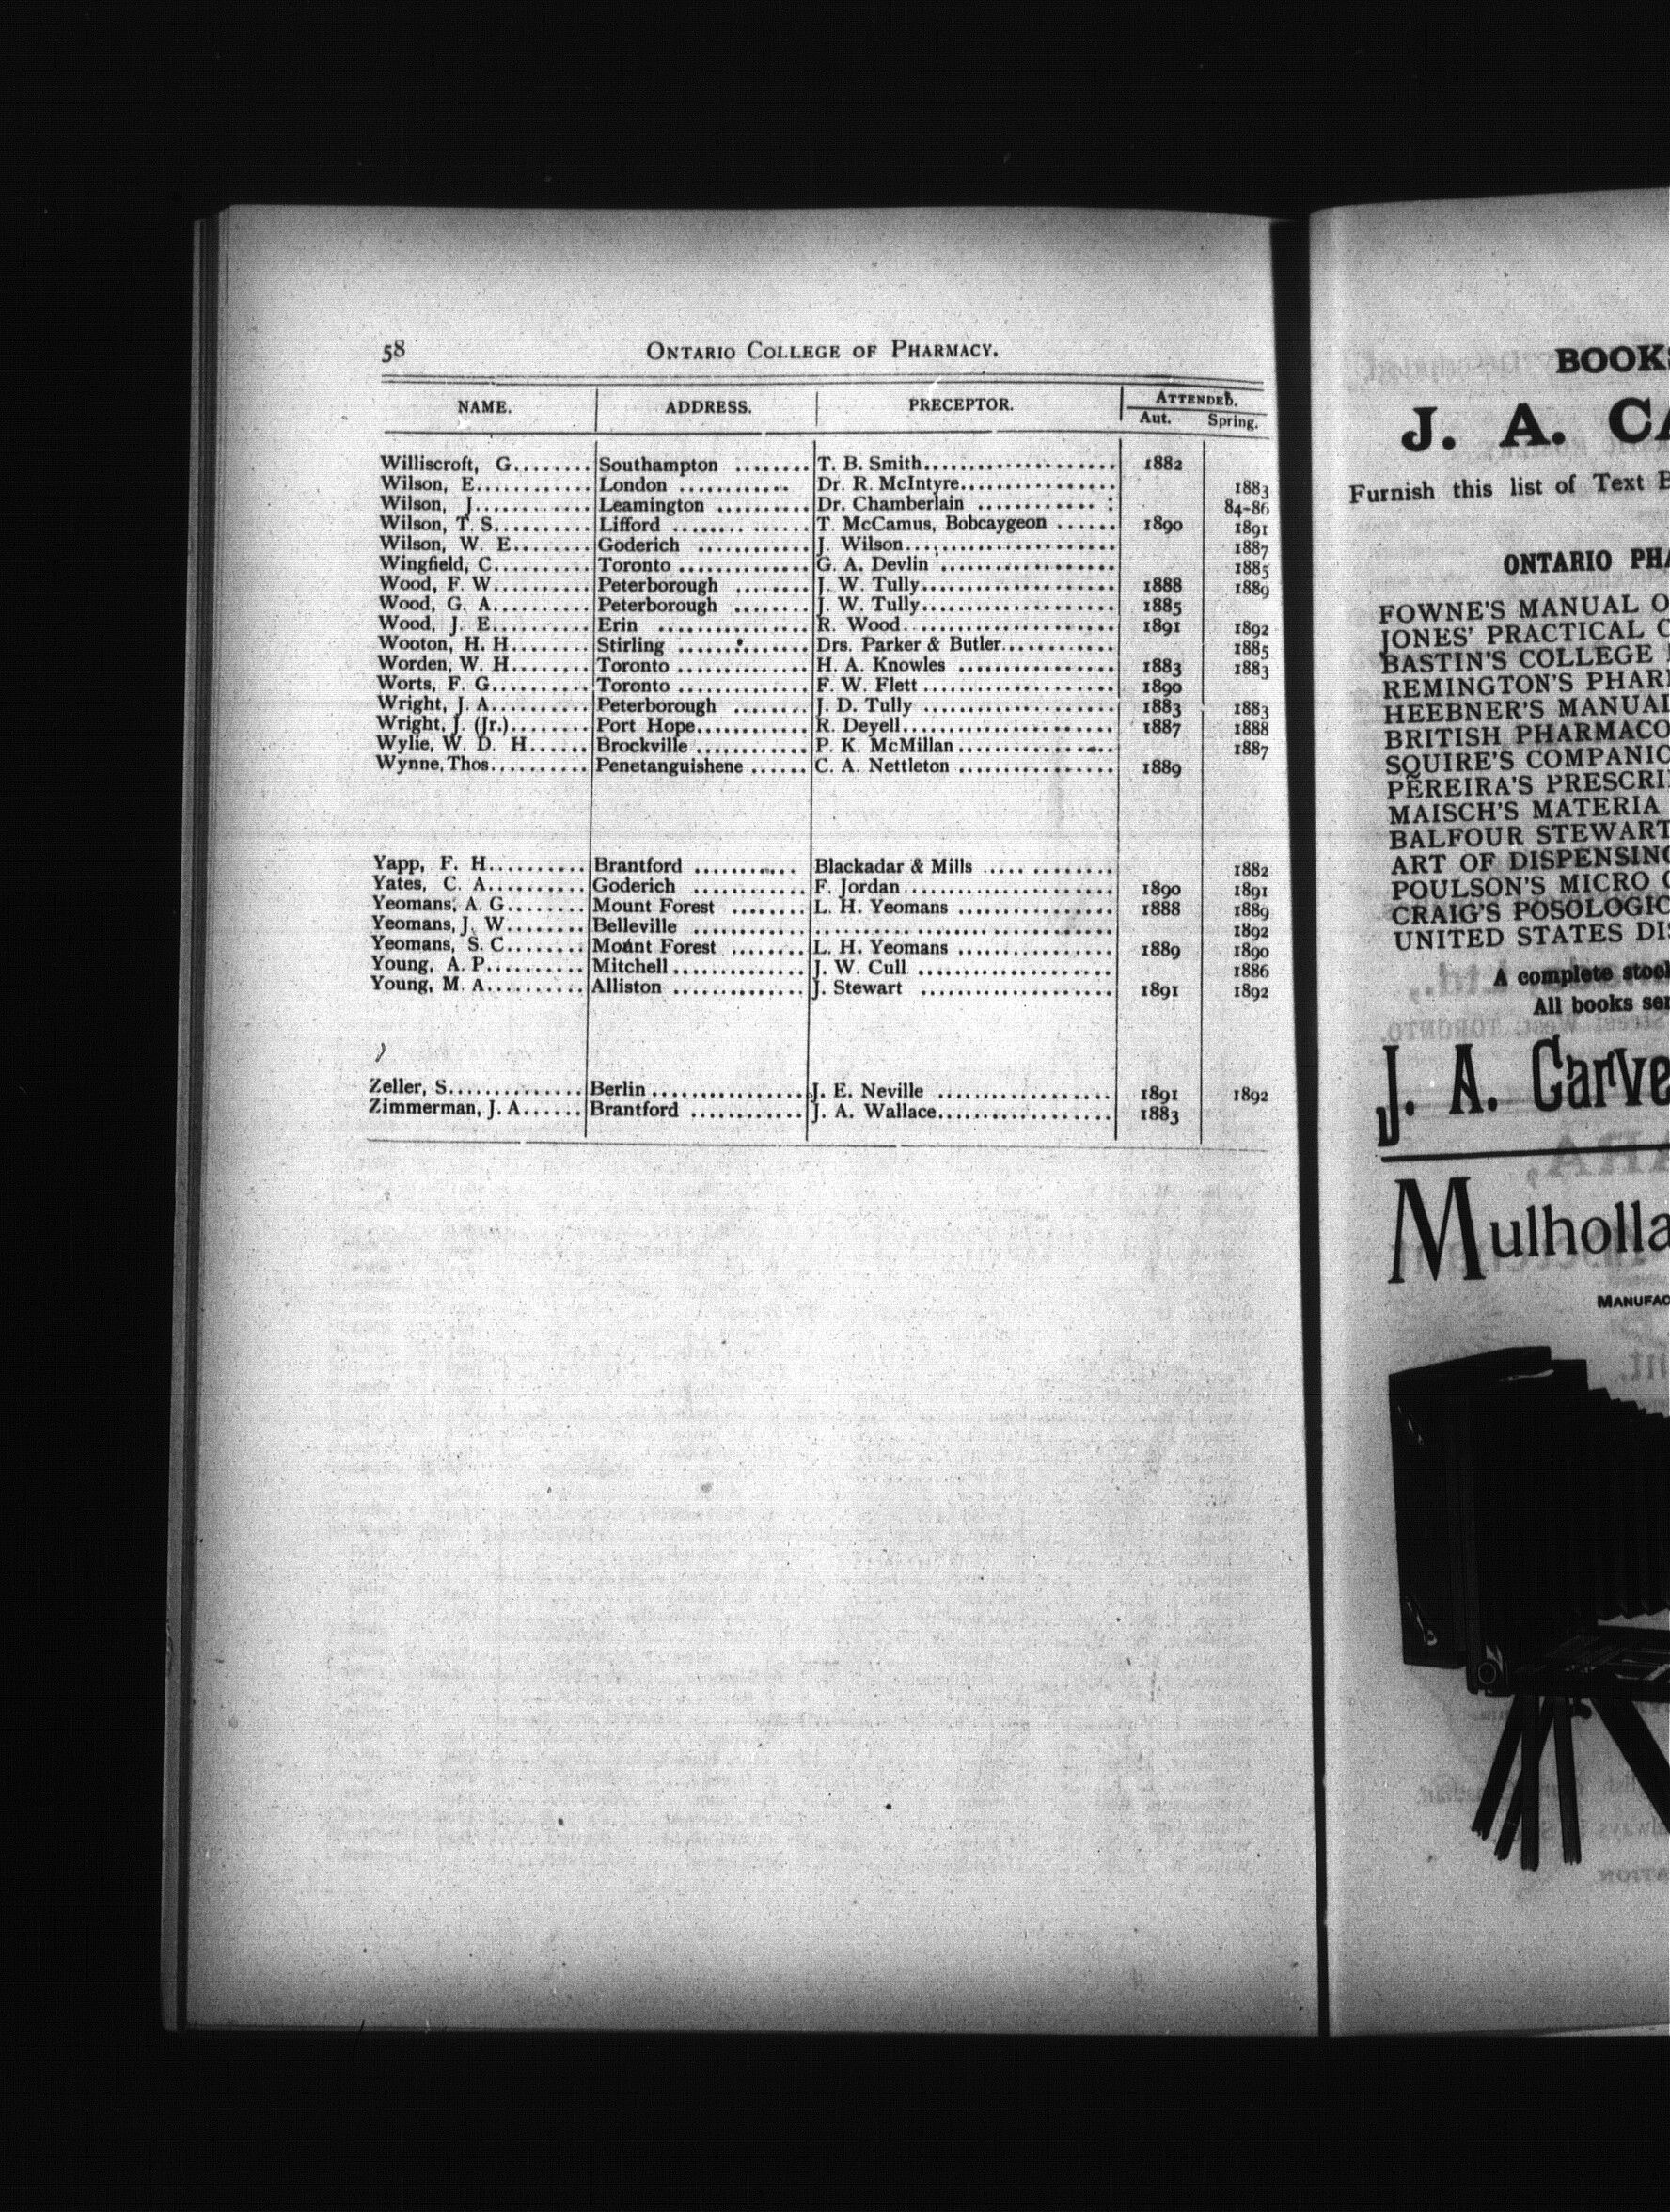 58 ONTARIO COLLEGE OF PHARMACY.
NAME. ADDRESS. PRECEPTOR. ATTENDED.
Aut. Spring.
Williscroft, G........ Southampton ........ T. B. Smith.................... 1882
Wilson, E............ London ............ Dr. R. McIntyre................ 1883
Wilson, J............ Leamington .......... Dr. Chamberlain ............ : 84-86
Wilson, T. S.......... Lifford .............. T. McCamus, Bobcaygeon ...... 1890 1891
Wilson, W. E........ Goderich ............ J. Wilson...................... 1887
Wingfield, C.......... Toronto .............. G. A. Devlin .................. 1885
Wood, F. W.......... Peterborough ........ J. W. Tully.................... 1888 1889
Wood, G. A.......... Peterborough ........ J. W. Tully.................... 1885
Wood, J. E.......... Erin ................ R. Wood...................... 1891 1892
Wooton, H. H........ Stirling .............. Drs. Parker & Butler............ 1885
Worden, W. H........ Toronto .............. H. A. Knowles ................ 1883 1883
Worts, F. G.......... Toronto .............. F. W. Flett .................... 1890
Wright, J. A.......... Peterborough ........ J. D. Tully .................... 1883 1883
Wright, J. (Jr.)........ Port Hope............ R. Deyell...................... 1887 1888
Wylie, W. D. H...... Brockville ............ P. K. McMillan ................ 1887
Wynne, Thos.......... Penetanguishene ...... C. A. Nettleton ................ 1889
Yapp, F. H.......... Brantford ............ Blackadar & Mills .............. 1882
Yates, C. A.......... Goderich ............ F. Jordan...................... 1890 1891
Yeomans, A. G........ Mount Forest ........ L. H. Yeomans ................ 1888 1889
Yeomans, J. W........ Belleville ............ .............................. 1892
Yeomans, S. C........ Mount Forest ........ L. H. Yeomans ................ 1889 1890
Young, A. P.......... Mitchell.............. J. W. Cull .................... 1886
Young, M. A.......... Alliston .............. J. Stewart .................... 1891 1892
Zeller, S.............. Berlin ................ J. E. Neville .................. 1891 1892
Zimmerman, J. A...... Brantford ............ J. A. Wallace.................. 1883
BOOKS
J. A. CA
Furnish this list of Text B
ONTARIO PHA
FOWNE'S MANUAL O
JONES' PRACTICAL C
BASTIN'S COLLEGE
REMINGTON'S PHAR
HEEBNER'S MANUAL
BRITISH PHARMACO
SQUIRE'S COMPANIO
PEREIRA'S PRESCRI
MAISCH'S MATERIA
BALFOUR STEWART
ART OF DISPENSING
POULSON'S MICRO C
CRAIG'S POSOLOGIC
UNITED STATES DIS
A complete stock
All books sen
J. A. Carve
Mulholla
MANUFAC